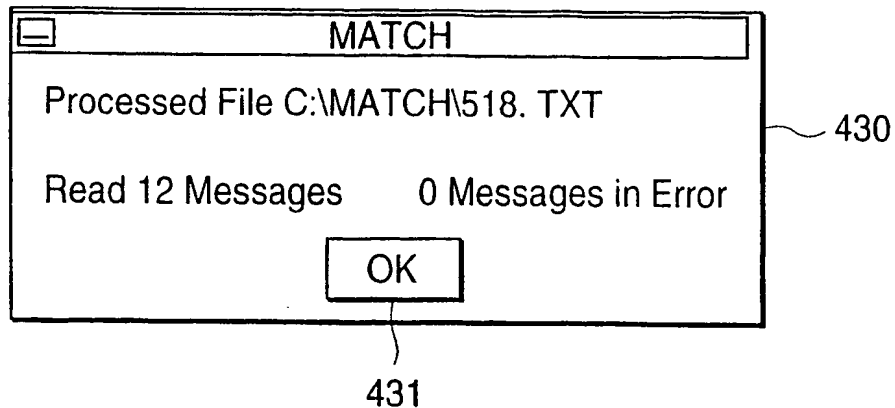 MATCH
Processed File C:\MATCH\518. TXT
430
Read 12 Messages 0 Messages in Error
OK
431